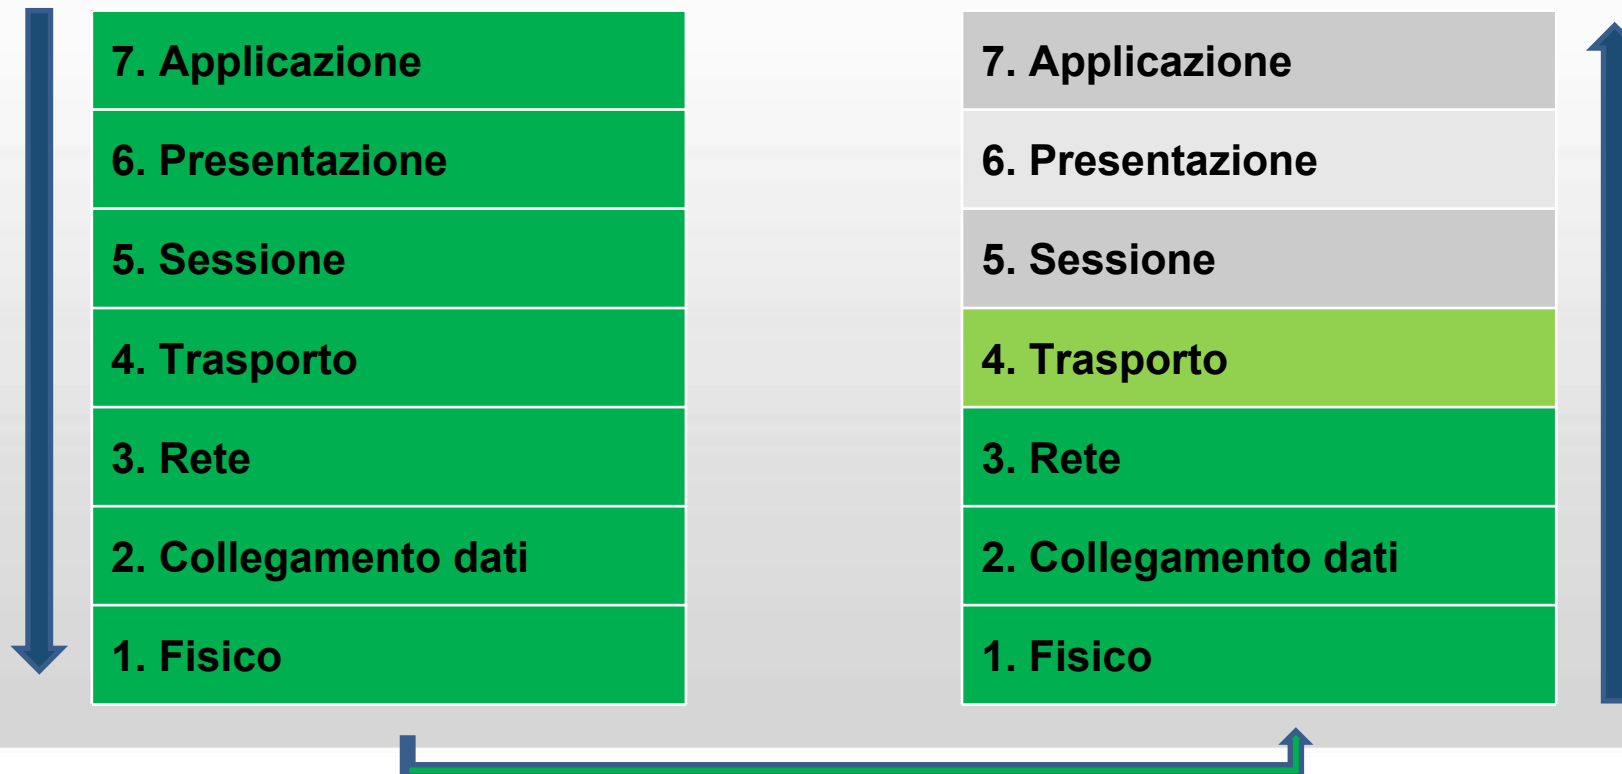 7. Applicazione
6. Presentazione
5. Sessione
4. Trasporto
3. Rete
2. Collegamento dati
1. Fisico
7. Applicazione
6. Presentazione
5. Sessione
4. Trasporto
3. Rete
2. Collegamento dati
1. Fisico